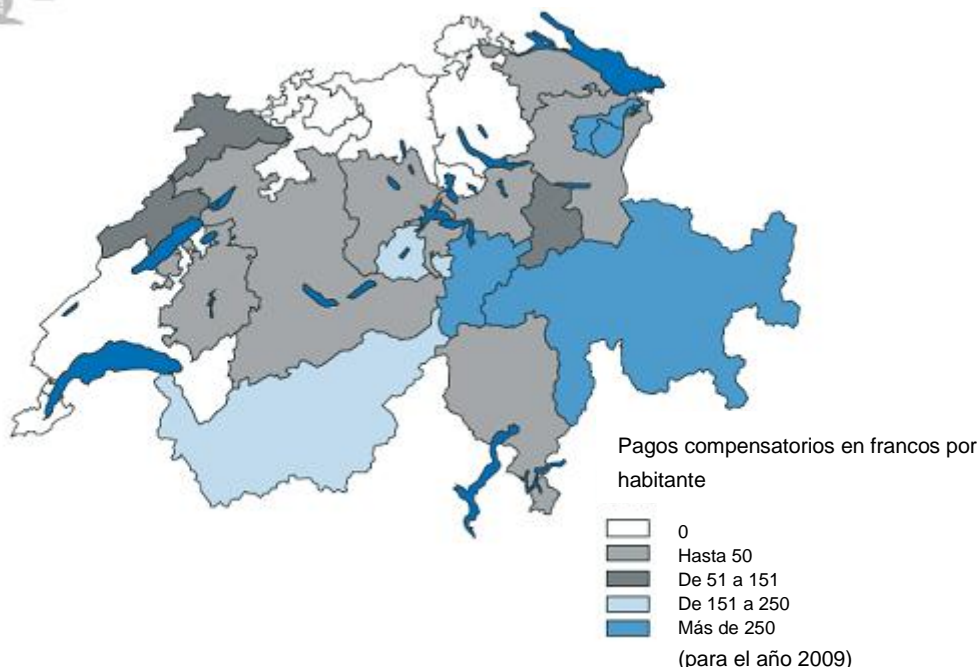 Pagos compensatorios en francos por
habitante
0
Hasta 50
De 51 a 151
De 151 a 250
Más de 250
(para el año 2009)